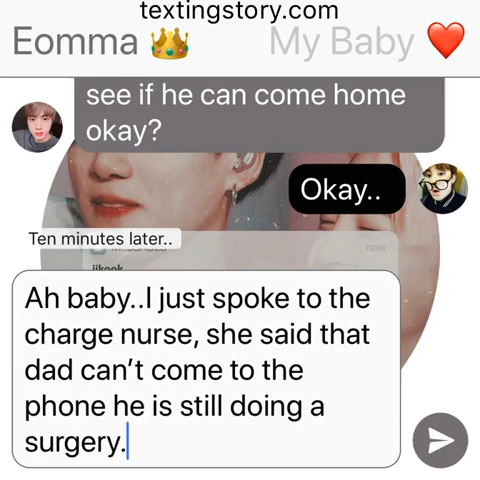 textingstory.com
Eomma 👑 My Baby ❤️
see if he can come home
okay?
Okay..
Ten minutes later..
now
jikook
Ah baby..I just spoke to the
charge nurse, she said that
dad can’t come to the
phone he is still doing a
surgery.